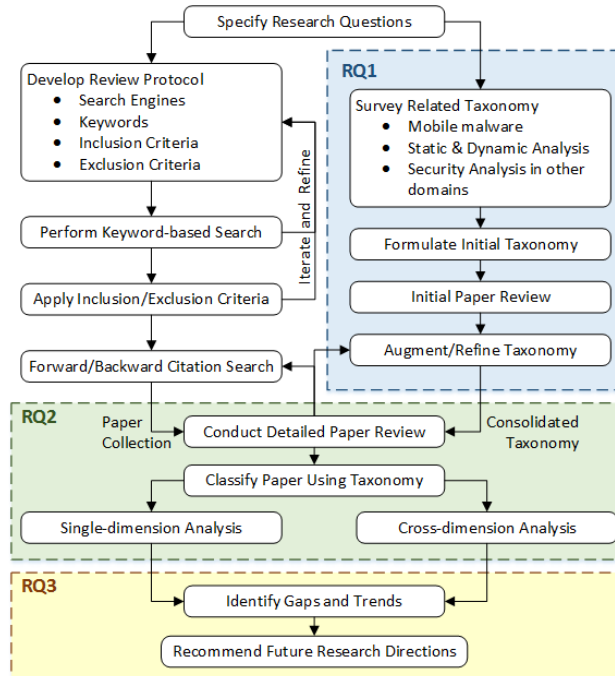 Specify Research Questions
Develop Review Protocol
• Search Engines
• Keywords
• Inclusion Criteria
• Exclusion Criteria
Perform Keyword-based Search
Apply Inclusion/Exclusion Criteria
Forward/Backward Citation Search
Iterate and Refine
RQ1
Survey Related Taxonomy
• Mobile malware
• Static & Dynamic Analysis
• Security Analysis in other
domains
Formulate Initial Taxonomy
Initial Paper Review
Augment/Refine Taxonomy
RQ2
Paper
Collection
Conduct Detailed Paper Review
Consolidated
Taxonomy
Classify Paper Using Taxonomy
Single-dimension Analysis
Cross-dimension Analysis
RQ3
Identify Gaps and Trends
Recommend Future Research Directions